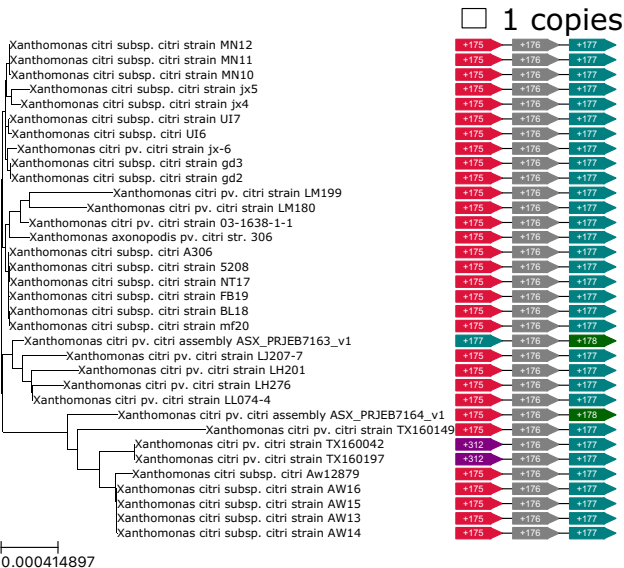 1 copies
Xanthomonas citri subsp. citri strain MN12 +175 +176 +177
Xanthomonas citri subsp. citri strain MN11 +175 +176 +177
Xanthomonas citri subsp. citri strain MN10 +175 +176 +177
Xanthomonas citri subsp. citri strain jx5 +175 +176 +177
Xanthomonas citri subsp. citri strain jx4 +175 +176 +177
Xanthomonas citri subsp. citri strain UI7 +175 +176 +177
Xanthomonas citri subsp. citri UI6 +175 +176 +177
Xanthomonas citri pv. citri strain jx-6 +175 +176 +177
Xanthomonas citri subsp. citri strain gd3 +175 +176 +177
Xanthomonas citri subsp. citri strain gd2 +175 +176 +177
Xanthomonas citri pv. citri strain LM199 +175 +176 +177
Xanthomonas citri pv. citri strain LM180 +175 +176 +177
Xanthomonas citri pv. citri strain 03-1638-1-1 +175 +176 +177
Xanthomonas axonopodis pv. citri str. 306 +175 +176 +177
Xanthomonas citri subsp. citri A306 +175 +176 +177
Xanthomonas citri subsp. citri strain 5208 +175 +176 +177
Xanthomonas citri subsp. citri strain NT17 +175 +176 +177
Xanthomonas citri subsp. citri strain FB19 +175 +176 +177
Xanthomonas citri subsp. citri strain BL18 +175 +176 +177
Xanthomonas citri subsp. citri strain mf20 +175 +176 +177
Xanthomonas citri pv. citri assembly ASX_PRJEB7163_v1 +177 +176 +178
Xanthomonas citri pv. citri strain LJ207-7 +175 +176 +177
Xanthomonas citri pv. citri strain LH201 +175 +176 +177
Xanthomonas citri pv. citri strain LH276 +175 +176 +177
Xanthomonas citri pv. citri strain LL074-4 +175 +176 +177
Xanthomonas citri pv. citri assembly ASX_PRJEB7164_v1 +175 +176 +178
Xanthomonas citri pv. citri strain TX160149 +175 +176 +177
Xanthomonas citri pv. citri strain TX160042 +312 +176 +177
Xanthomonas citri pv. citri strain TX160197 +312 +176 +177
Xanthomonas citri subsp. citri Aw12879 +175 +176 +177
Xanthomonas citri subsp. citri strain AW16 +175 +176 +177
Xanthomonas citri subsp. citri strain AW15 +175 +176 +177
Xanthomonas citri subsp. citri strain AW13 +175 +176 +177
Xanthomonas citri subsp. citri strain AW14 +175 +176 +177
0.000414897